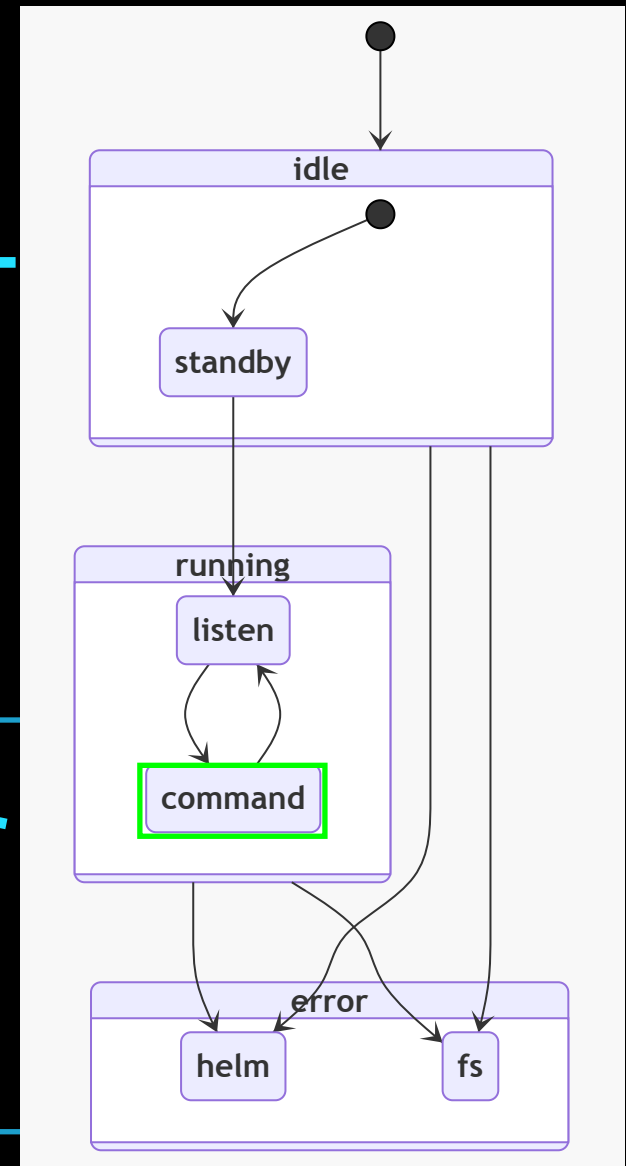 idle
standby
running
listen
command
error
helm
fs